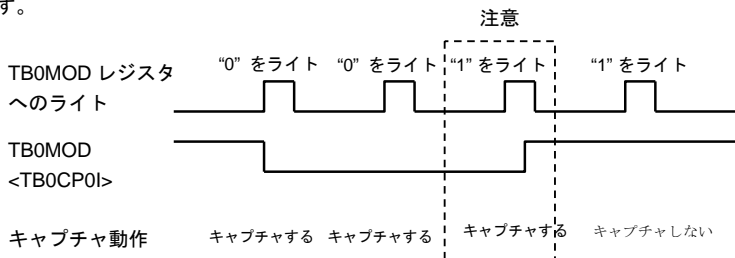 す。
注意
“0” をライト “0” をライト “1” をライト “1” をライト
TB0MOD レジスタ
へのライト
TB0MOD
<TB0CP0I>
キャプチャ動作 キャプチャする キャプチャする キャプチャする キャプチャしない